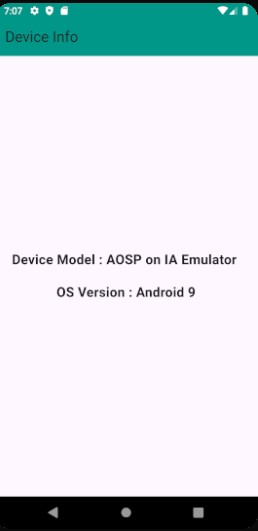 7:07
Device Info
Device Model : AOSP on IA Emulator
OS Version : Android 9